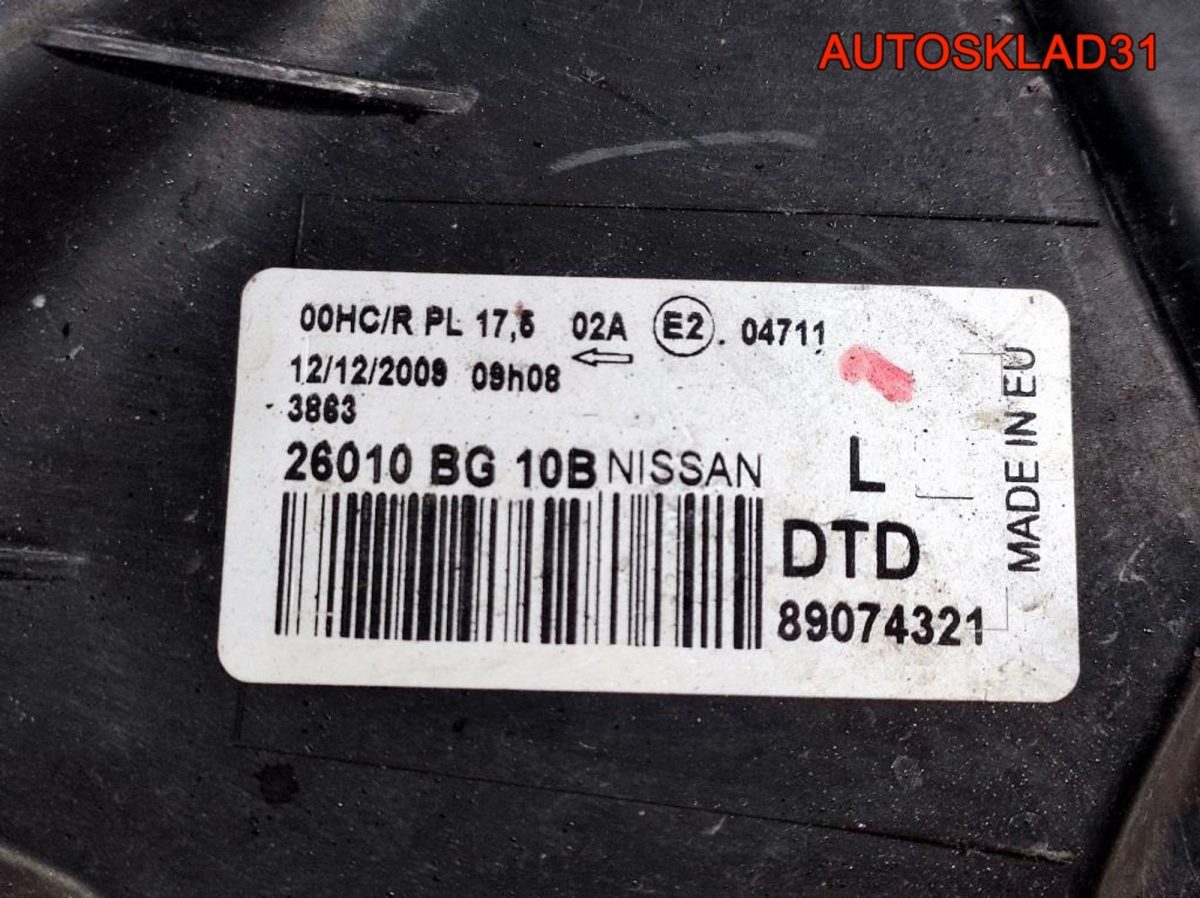 AUTOSKLAD31
00HC/R PL 17,5 02A E2. 04711
12/12/2009 09h08
3863
26010 BG 10B NISSAN
L
DTD
89074321
MADE IN EU